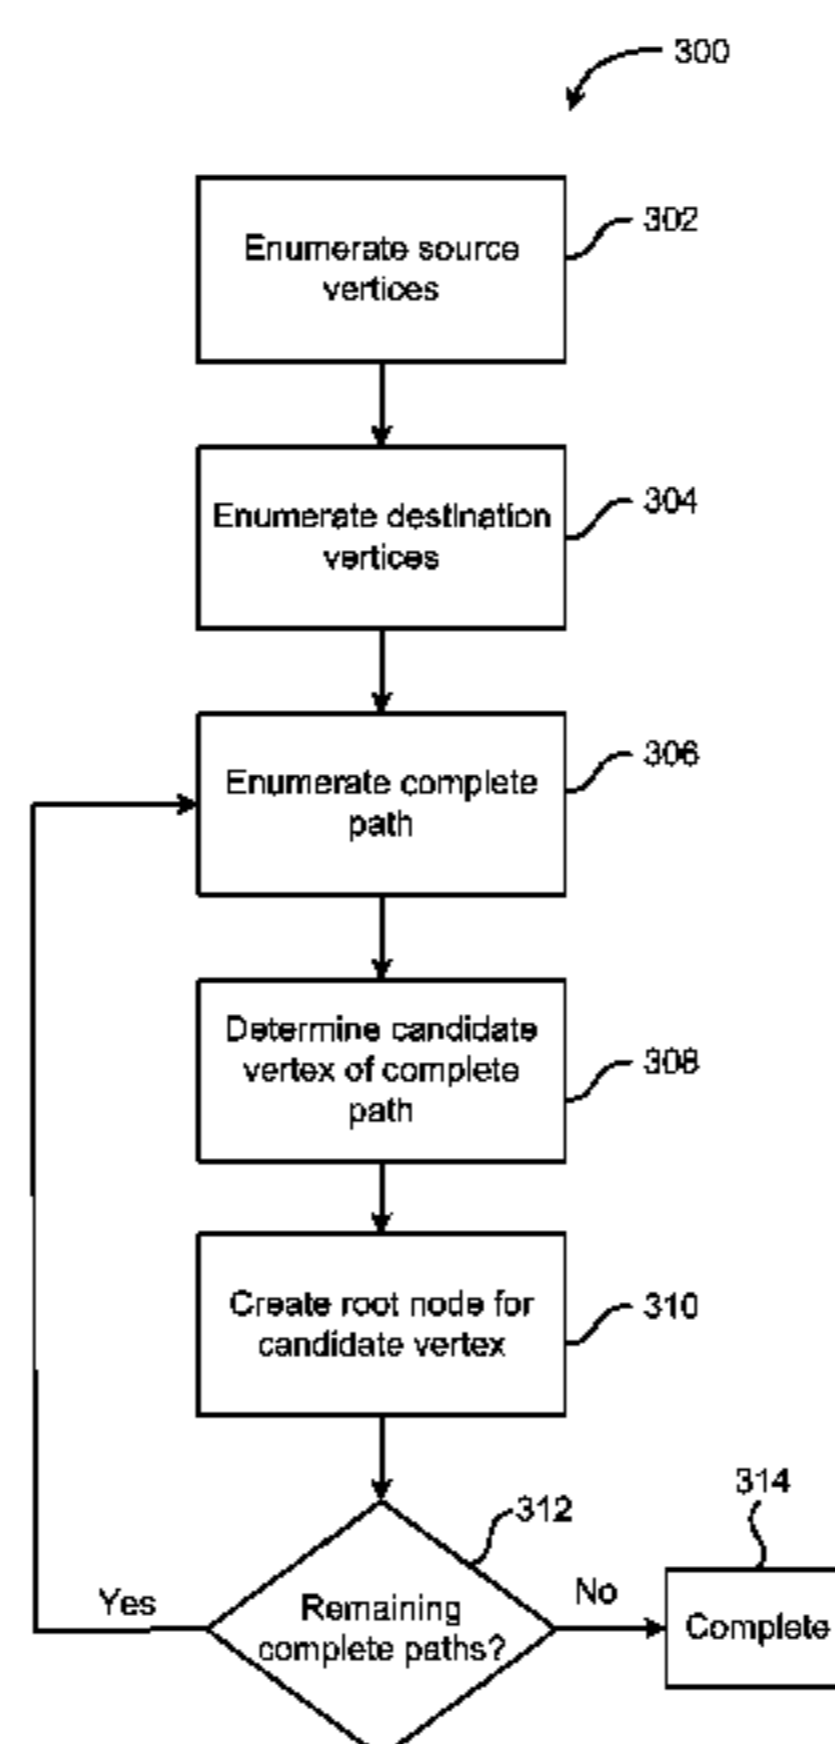 300
Enumerate source
vertices
302
Enumerate destination
vertices
304
Enumerate complete
path
306
Determine candidate
vertex of complete
path
308
Create root node for
candidate vertex
310
312
314
Yes
Remaining
complete paths?
No
Complete